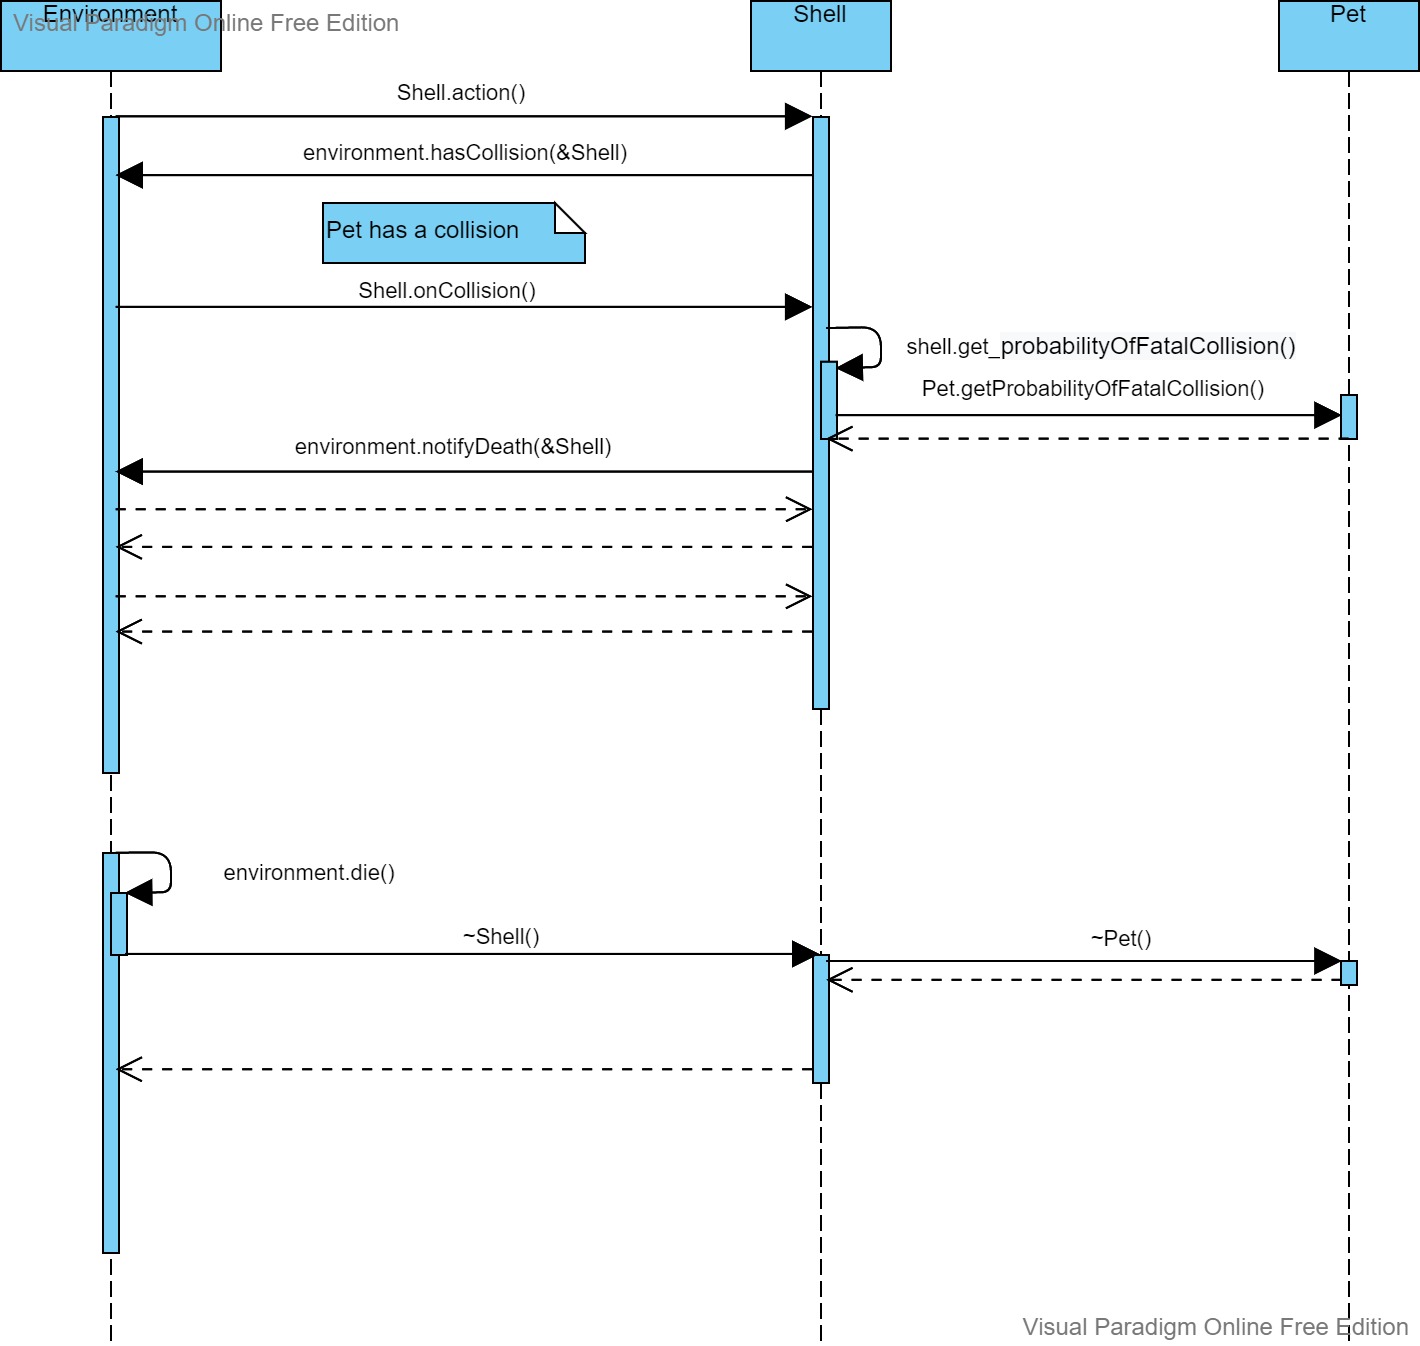 Environment
Visual Paradigm Online Free Edition
Shell
Pet
Shell.action()
environment.hasCollision(&Shell)
Pet has a collision
Shell.onCollision()
shell.get_probabilityOfFatalCollision()
Pet.getProbabilityOfFatalCollision()
environment.notifyDeath(&Shell)
environment.die()
~Shell()
~Pet()
Visual Paradigm Online Free Edition